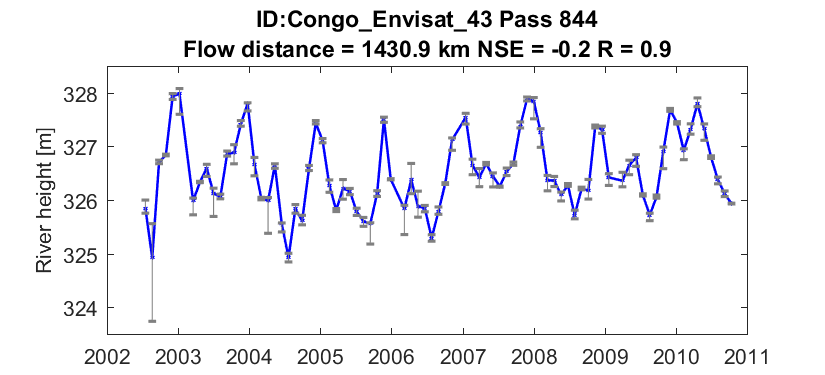 ID:Congo_Envisat_43 Pass 844
Flow distance = 1430.9 km NSE = -0.2 R = 0.9
River height [m]
328
327
326
325
324
2002 2003 2004 2005 2006 2007 2008 2009 2010 2011